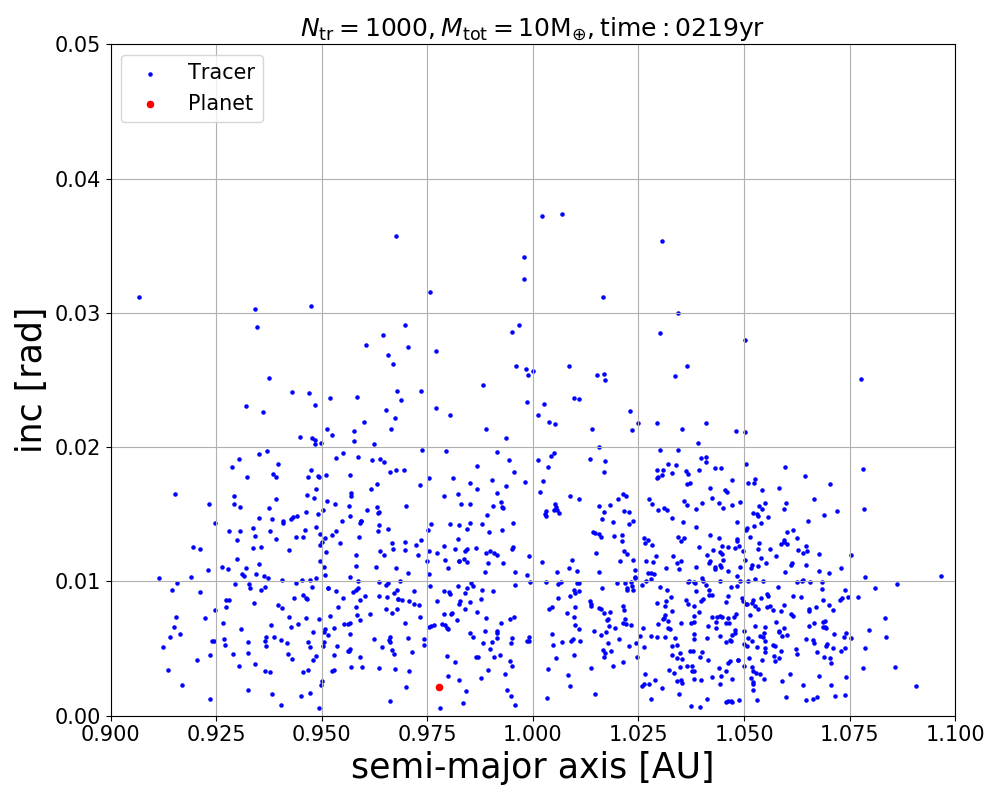 N_tr = 1000, M_tot = 10M_⊕, time : 0219yr
Tracer
Planet
0.05
0.04
0.03
0.02
0.01
0.00
inc [rad]
0.900 0.925 0.950 0.975 1.000 1.025 1.050 1.075 1.100
semi-major axis [AU]